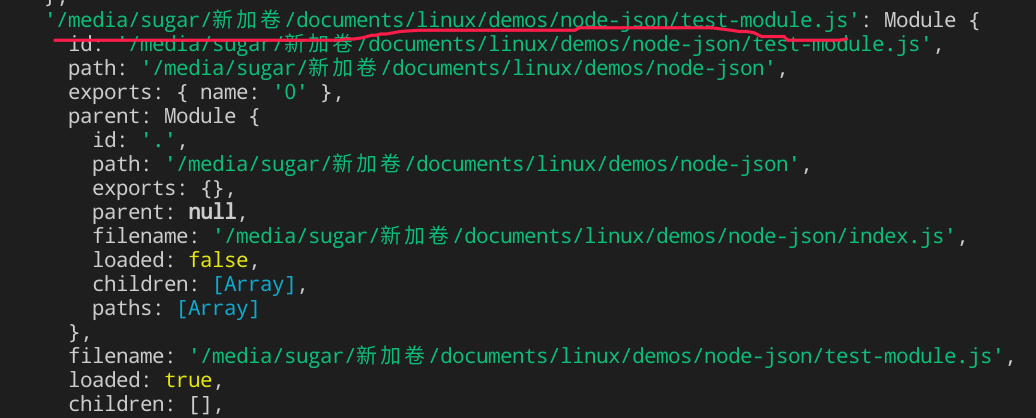 },
'/media/sugar/新加卷/documents/linux/demos/node-json/test-module.js': Module {
id: '/media/sugar/新加卷/documents/linux/demos/node-json/test-module.js',
path: '/media/sugar/新加卷/documents/linux/demos/node-json',
exports: { name: '0' },
parent: Module {
id: '.',
path: '/media/sugar/新加卷/documents/linux/demos/node-json',
exports: {},
parent: null,
filename: '/media/sugar/新加卷/documents/linux/demos/node-json/index.js',
loaded: false,
children: [Array],
paths: [Array]
},
filename: '/media/sugar/新加卷/documents/linux/demos/node-json/test-module.js',
loaded: true,
children: [],